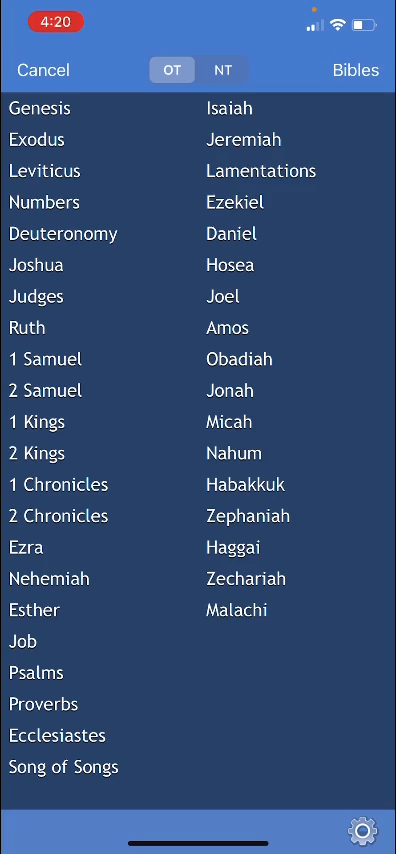 4:20
Cancel OT NT Bibles
Genesis
Exodus
Leviticus
Numbers
Deuteronomy
Joshua
Judges
Ruth
1 Samuel
2 Samuel
1 Kings
2 Kings
1 Chronicles
2 Chronicles
Ezra
Nehemiah
Esther
Job
Psalms
Proverbs
Ecclesiastes
Song of Songs
Isaiah
Jeremiah
Lamentations
Ezekiel
Daniel
Hosea
Joel
Amos
Obadiah
Jonah
Micah
Nahum
Habakkuk
Zephaniah
Haggai
Zechariah
Malachi